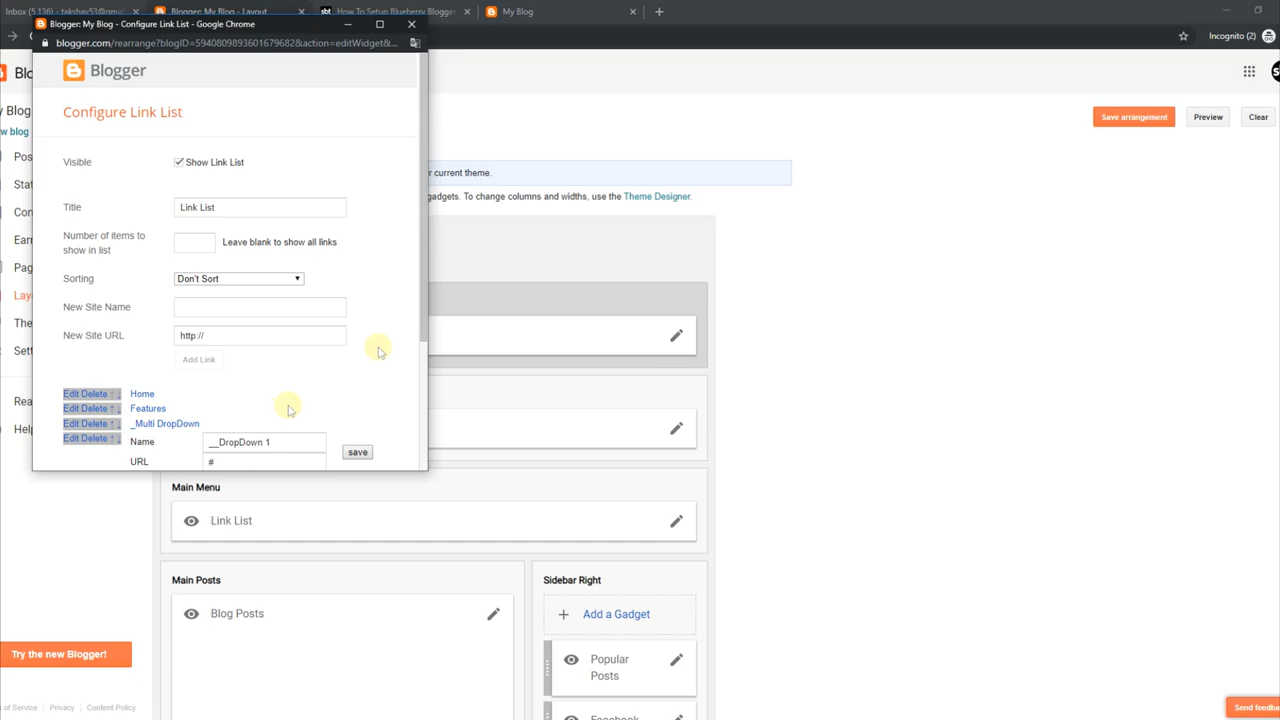 Inbox (5,136) - takshay53@gmail
Blogger: My Blog - Layout
How To Setup Blueberry Blogger
My Blog
Blogger: My Blog - Configure Link List - Google Chrome
blogger.com/rearrange?blogID=5940809893601679682&action=editWidget&...
Incognito (2)
Blogger
Configure Link List
Visible
Show Link List
Title
Link List
Number of items to
show in list
Leave blank to show all links
Sorting
Don't Sort
New Site Name
New Site URL
http://
Add Link
Edit Delete ↑
Home
Edit Delete ↑
Features
Edit Delete ↑
_Multi DropDown
Edit Delete ↑
Name
__DropDown 1
save
URL
#
Blo
My Blog
w blog
Pos
Stat
Con
Earn
Pag
Lay
The
Sett
Rea
Help
Try the new Blogger!
s of Service
Privacy
Content Policy
Save arrangement
Preview
Clear
r current theme.
gadgets. To change columns and widths, use the Theme Designer.
Main Menu
Link List
Main Posts
Blog Posts
Sidebar Right
Add a Gadget
Popular
Posts
Facebook
Send feedba